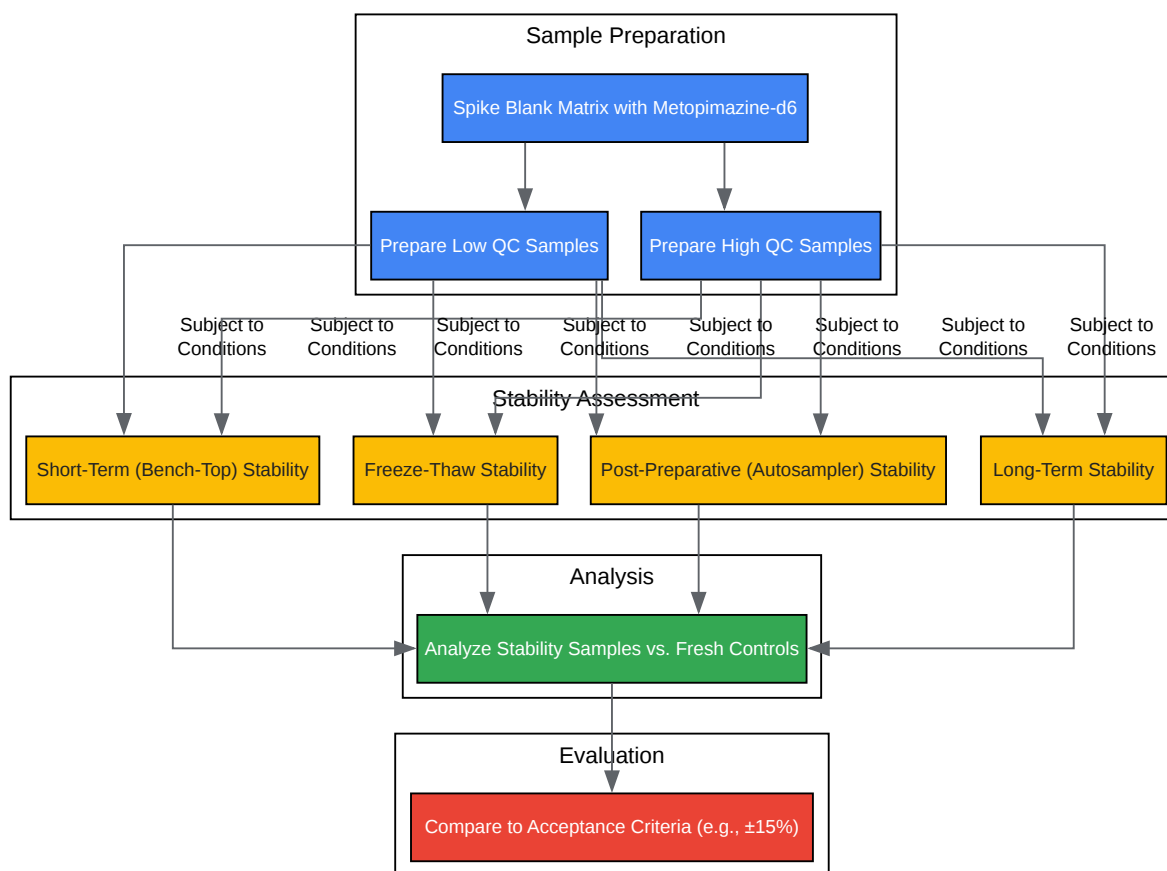 Sample Preparation
Spike Blank Matrix with Metopimazine-d6
Prepare Low QC Samples
Prepare High QC Samples
Subject to
Conditions
Subject to
Conditions
Subject to
Conditions
Subject to
Conditions
Subject to
Conditions
Subject to
Conditions
Subject to
Conditions
Subject to
Conditions
Stability Assessment
Short-Term (Bench-Top) Stability
Freeze-Thaw Stability
Post-Preparative (Autosampler) Stability
Long-Term Stability
Analysis
Analyze Stability Samples vs. Fresh Controls
Evaluation
Compare to Acceptance Criteria (e.g., ±15%)